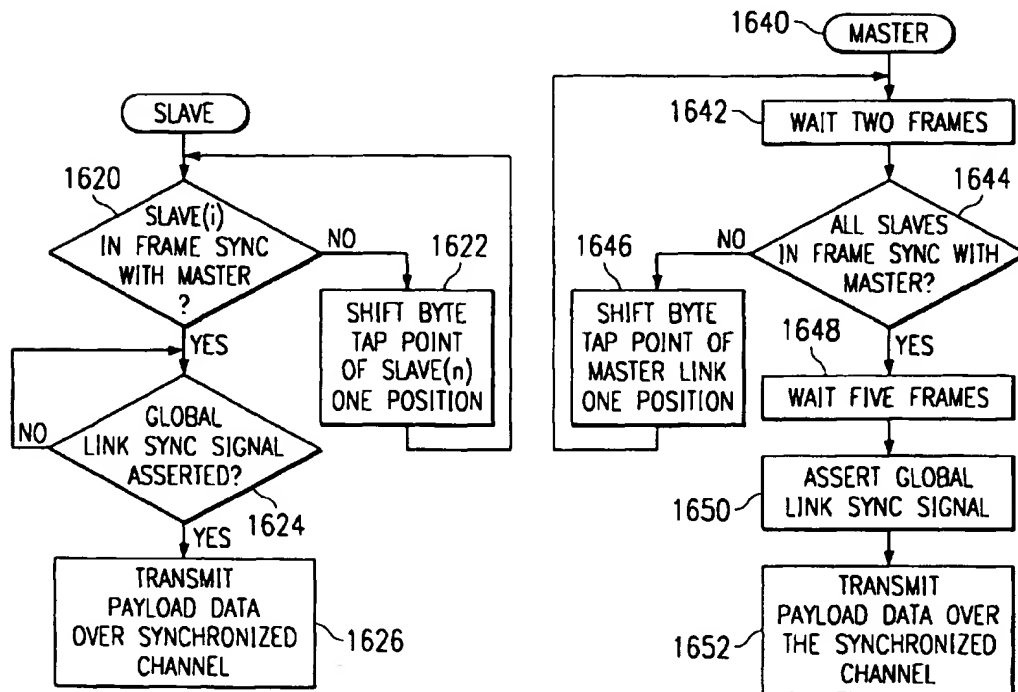 SLAVE
1620
SLAVE(i)
IN FRAME SYNC
WITH MASTER
?
NO
1622
SHIFT BYTE
TAP POINT
OF SLAVE(n)
ONE POSITION
YES
NO
GLOBAL
LINK SYNC SIGNAL
ASSERTED?
1624
YES
TRANSMIT
PAYLOAD DATA
OVER SYNCHRONIZED
CHANNEL
1626
1640
MASTER
1642
WAIT TWO FRAMES
1644
ALL SLAVES
IN FRAME SYNC WITH
MASTER?
NO
1646
SHIFT BYTE
TAP POINT OF
MASTER LINK
ONE POSITION
YES
1648
WAIT FIVE FRAMES
1650
ASSERT GLOBAL
LINK SYNC SIGNAL
1652
TRANSMIT
PAYLOAD DATA OVER
THE SYNCHRONIZED
CHANNEL